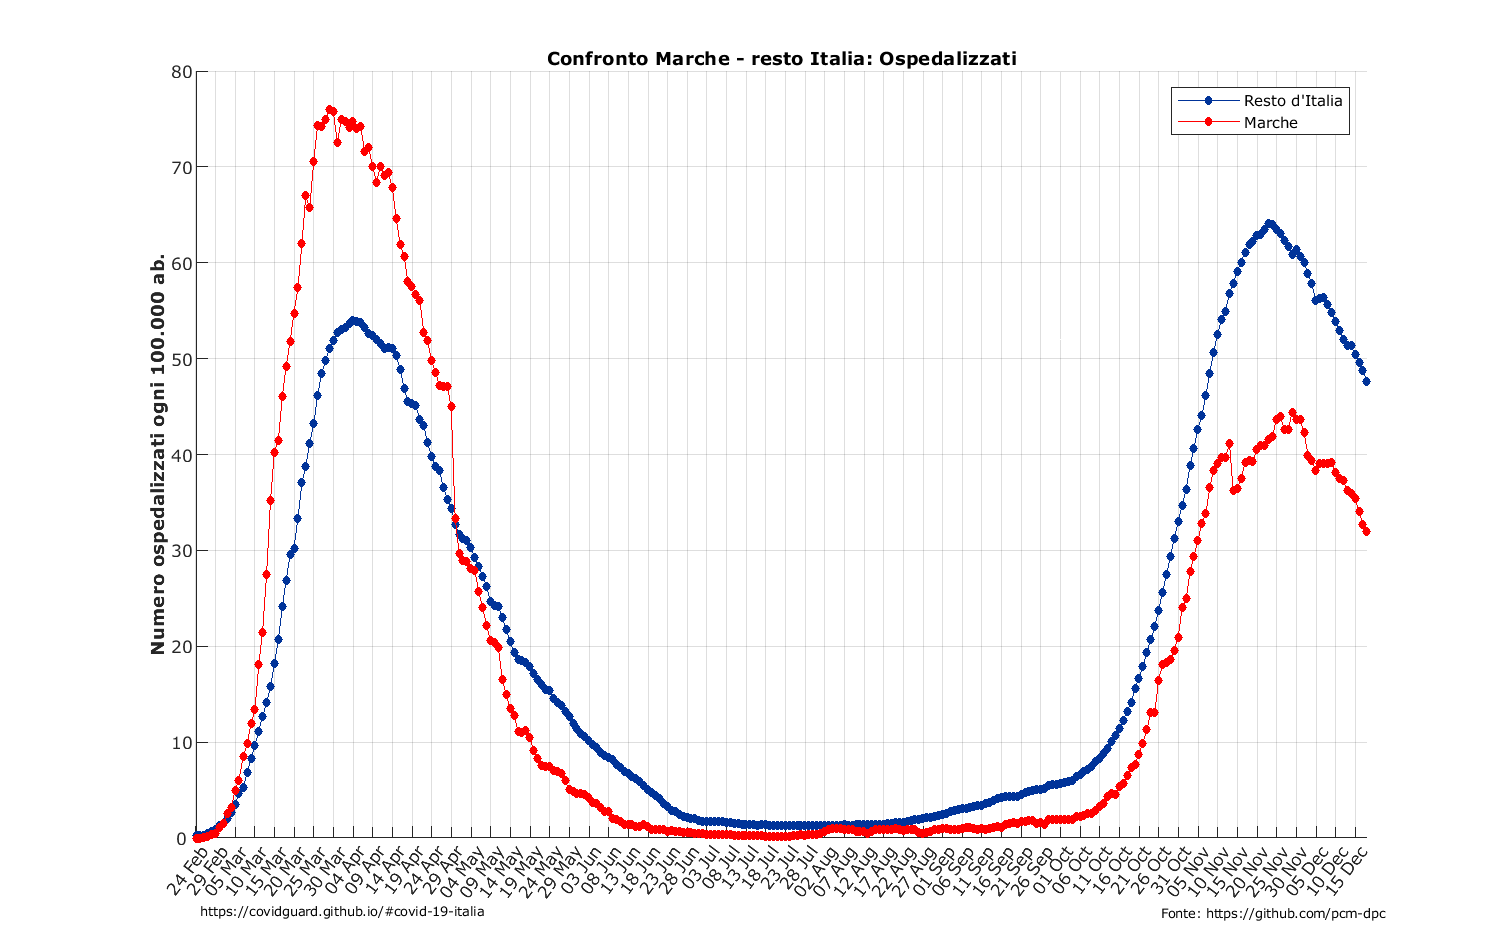 Confronto Marche - resto Italia: Ospedalizzati
Resto d'Italia
Marche
Numero ospedalizzati ogni 100.000 ab.
80
70
60
50
40
30
20
10
0
24 Feb
29 Feb
05 Mar
10 Mar
15 Mar
20 Mar
25 Mar
30 Mar
04 Apr
09 Apr
14 Apr
19 Apr
24 Apr
29 Apr
04 May
09 May
14 May
19 May
24 May
29 May
03 Jun
08 Jun
13 Jun
18 Jun
23 Jun
28 Jun
03 Jul
08 Jul
13 Jul
18 Jul
23 Jul
28 Jul
02 Aug
07 Aug
12 Aug
17 Aug
22 Aug
27 Aug
01 Sep
06 Sep
11 Sep
16 Sep
21 Sep
26 Sep
01 Oct
06 Oct
11 Oct
16 Oct
21 Oct
26 Oct
31 Oct
05 Nov
10 Nov
15 Nov
20 Nov
25 Nov
30 Nov
05 Dec
10 Dec
15 Dec
https://covidguard.github.io/#covid-19-italia
Fonte: https://github.com/pcm-dpc